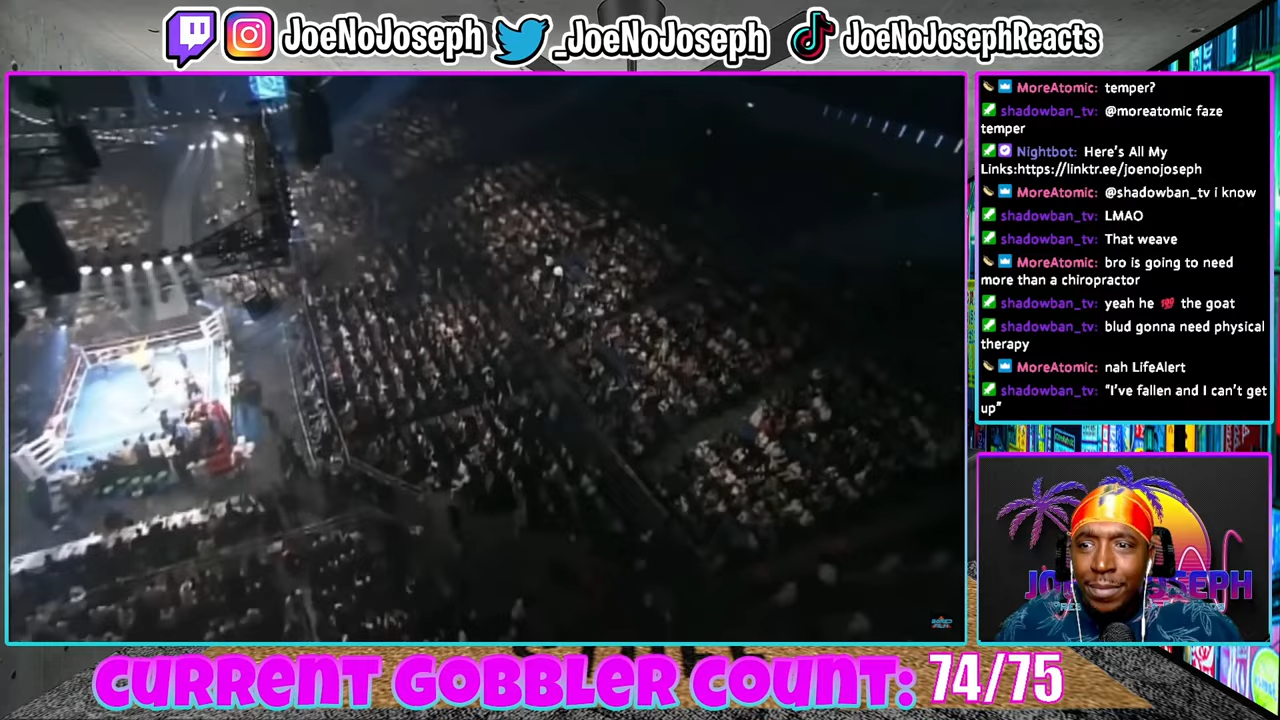 JoeNoJoseph _JoeNoJoseph JoeNoJosephReacts
MoreAtomic: temper?
shadowban_tv: @moreatomic faze
temper
Nightbot: Here's All My
Links:https://linktr.ee/joenojoseph
MoreAtomic: @shadowban_tv i know
shadowban_tv: LMAO
shadowban_tv: That weave
MoreAtomic: bro is going to need
more than a chiropractor
shadowban_tv: yeah he 💯 the goat
shadowban_tv: blud gonna need physical
therapy
MoreAtomic: nah LifeAlert
shadowban_tv: "I've fallen and I can't get
up"
CURRENT GOBBLER COUNT: 74/75